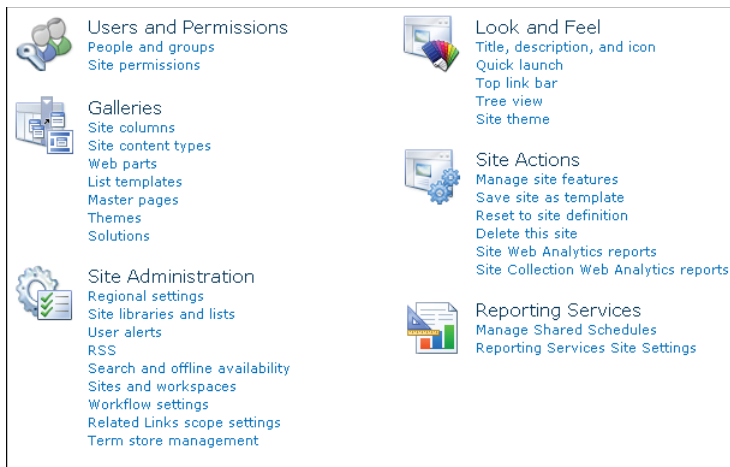 Users and Permissions
People and groups
Site permissions
Galleries
Site columns
Site content types
Web parts
List templates
Master pages
Themes
Solutions
Site Administration
Regional settings
Site libraries and lists
User alerts
RSS
Search and offline availability
Sites and workspaces
Workflow settings
Related Links scope settings
Term store management
Look and Feel
Title, description, and icon
Quick launch
Top link bar
Tree view
Site theme
Site Actions
Manage site features
Save site as template
Reset to site definition
Delete this site
Site Web Analytics reports
Site Collection Web Analytics reports
Reporting Services
Manage Shared Schedules
Reporting Services Site Settings